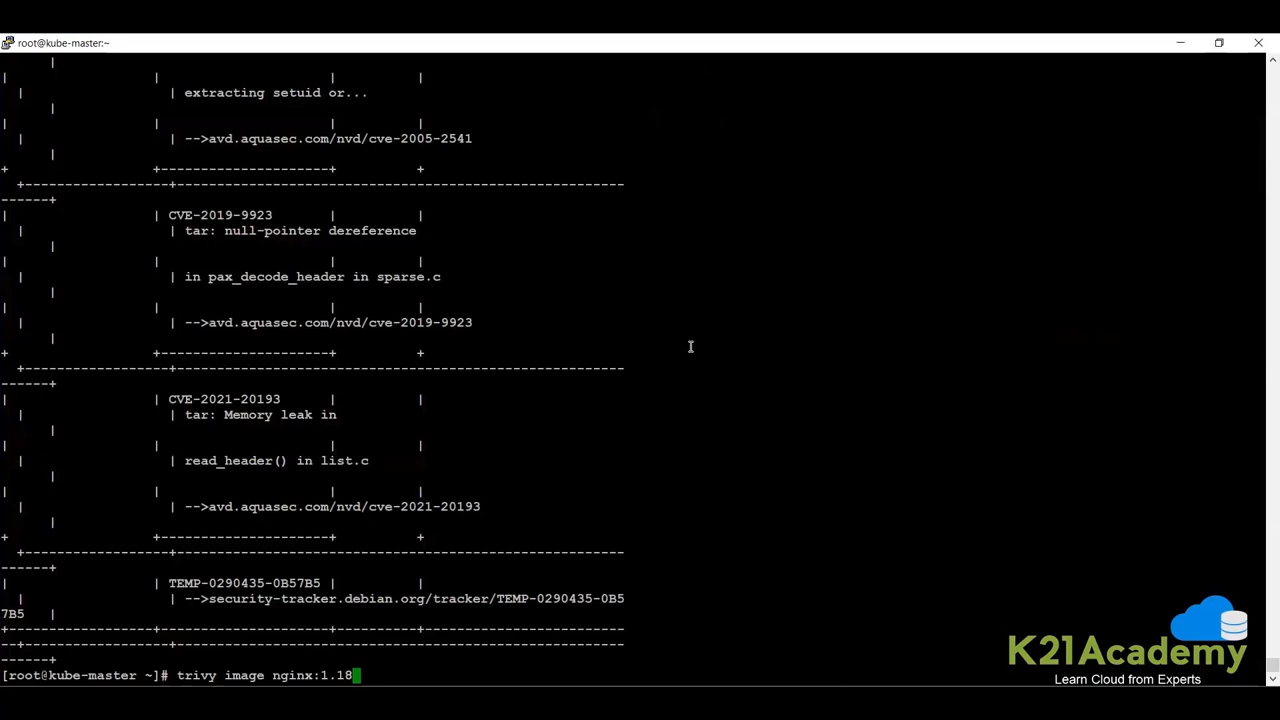 root@kube-master:~
|
| | |
| | extracting setuid or...
|
| | |
| | -->avd.aquasec.com/nvd/cve-2005-2541
|
+ +---------------------+ +
+------------------+---------------------------------------------------------
------+
| | CVE-2019-9923 | |
| | tar: null-pointer dereference
|
| | | |
| | in pax_decode_header in sparse.c
|
| | | |
| | -->avd.aquasec.com/nvd/cve-2019-9923
|
+ +---------------------+ +
+------------------+---------------------------------------------------------
------+
| | CVE-2021-20193 | |
| | tar: Memory leak in
|
| | | |
| | read_header() in list.c
|
| | | |
| | -->avd.aquasec.com/nvd/cve-2021-20193
|
+ +---------------------+ +
+------------------+---------------------------------------------------------
------+
| | TEMP-0290435-0B57B5 | |
| | -->security-tracker.debian.org/tracker/TEMP-0290435-0B5
7B5 |
+------------------+---------------------+----------+-------------------------
--+------------------+---------------------------------------------------------
------+
[root@kube-master ~]# trivy image nginx:1.18
K21Academy
Learn Cloud from Experts